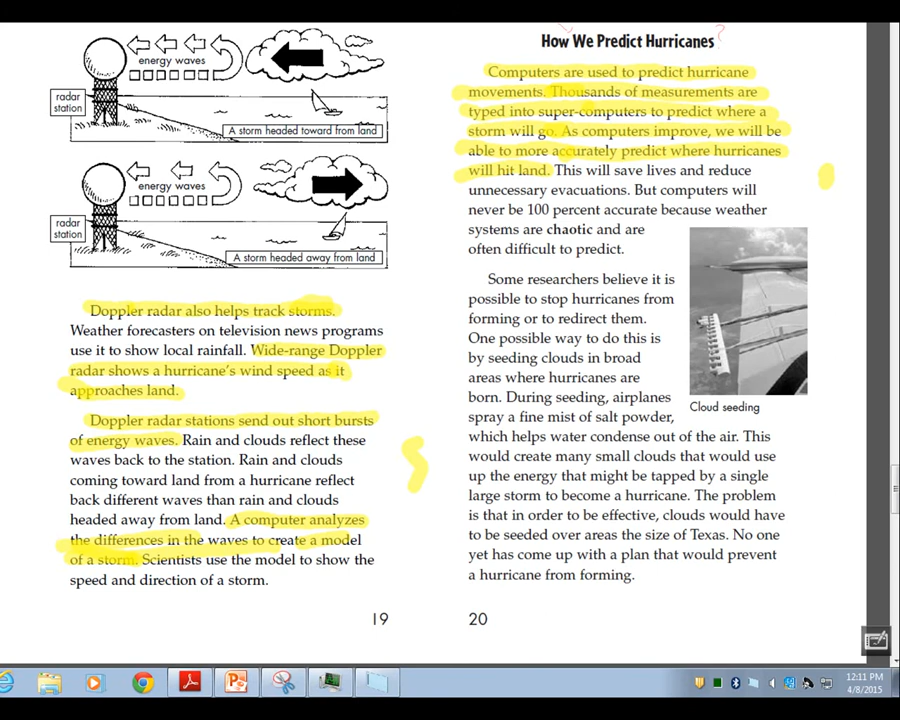 energy waves
radar
station
A storm headed toward from land
energy waves
radar
station
A storm headed away from land
Doppler radar also helps track storms.
Weather forecasters on television news programs
use it to show local rainfall. Wide-range Doppler
radar shows a hurricane's wind speed as it
approaches land.
Doppler radar stations send out short bursts
of energy waves. Rain and clouds reflect these
waves back to the station. Rain and clouds
coming toward land from a hurricane reflect
back different waves than rain and clouds
headed away from land. A computer analyzes
the differences in the waves to create a model
of a storm. Scientists use the model to show the
speed and direction of a storm.
19
How We Predict Hurricanes ?
Computers are used to predict hurricane
movements. Thousands of measurements are
typed into super-computers to predict where a
storm will go. As computers improve, we will be
able to more accurately predict where hurricanes
will hit land. This will save lives and reduce
unnecessary evacuations. But computers will
never be 100 percent accurate because weather
systems are chaotic and are
often difficult to predict.
Some researchers believe it is
possible to stop hurricanes from
forming or to redirect them.
One possible way to do this is
by seeding clouds in broad
areas where hurricanes are
born. During seeding, airplanes
spray a fine mist of salt powder,
which helps water condense out of the air. This
would create many small clouds that would use
up the energy that might be tapped by a single
large storm to become a hurricane. The problem
is that in order to be effective, clouds would have
to be seeded over areas the size of Texas. No one
yet has come up with a plan that would prevent
a hurricane from forming.
Cloud seeding
20
12:11 PM
4/8/2015